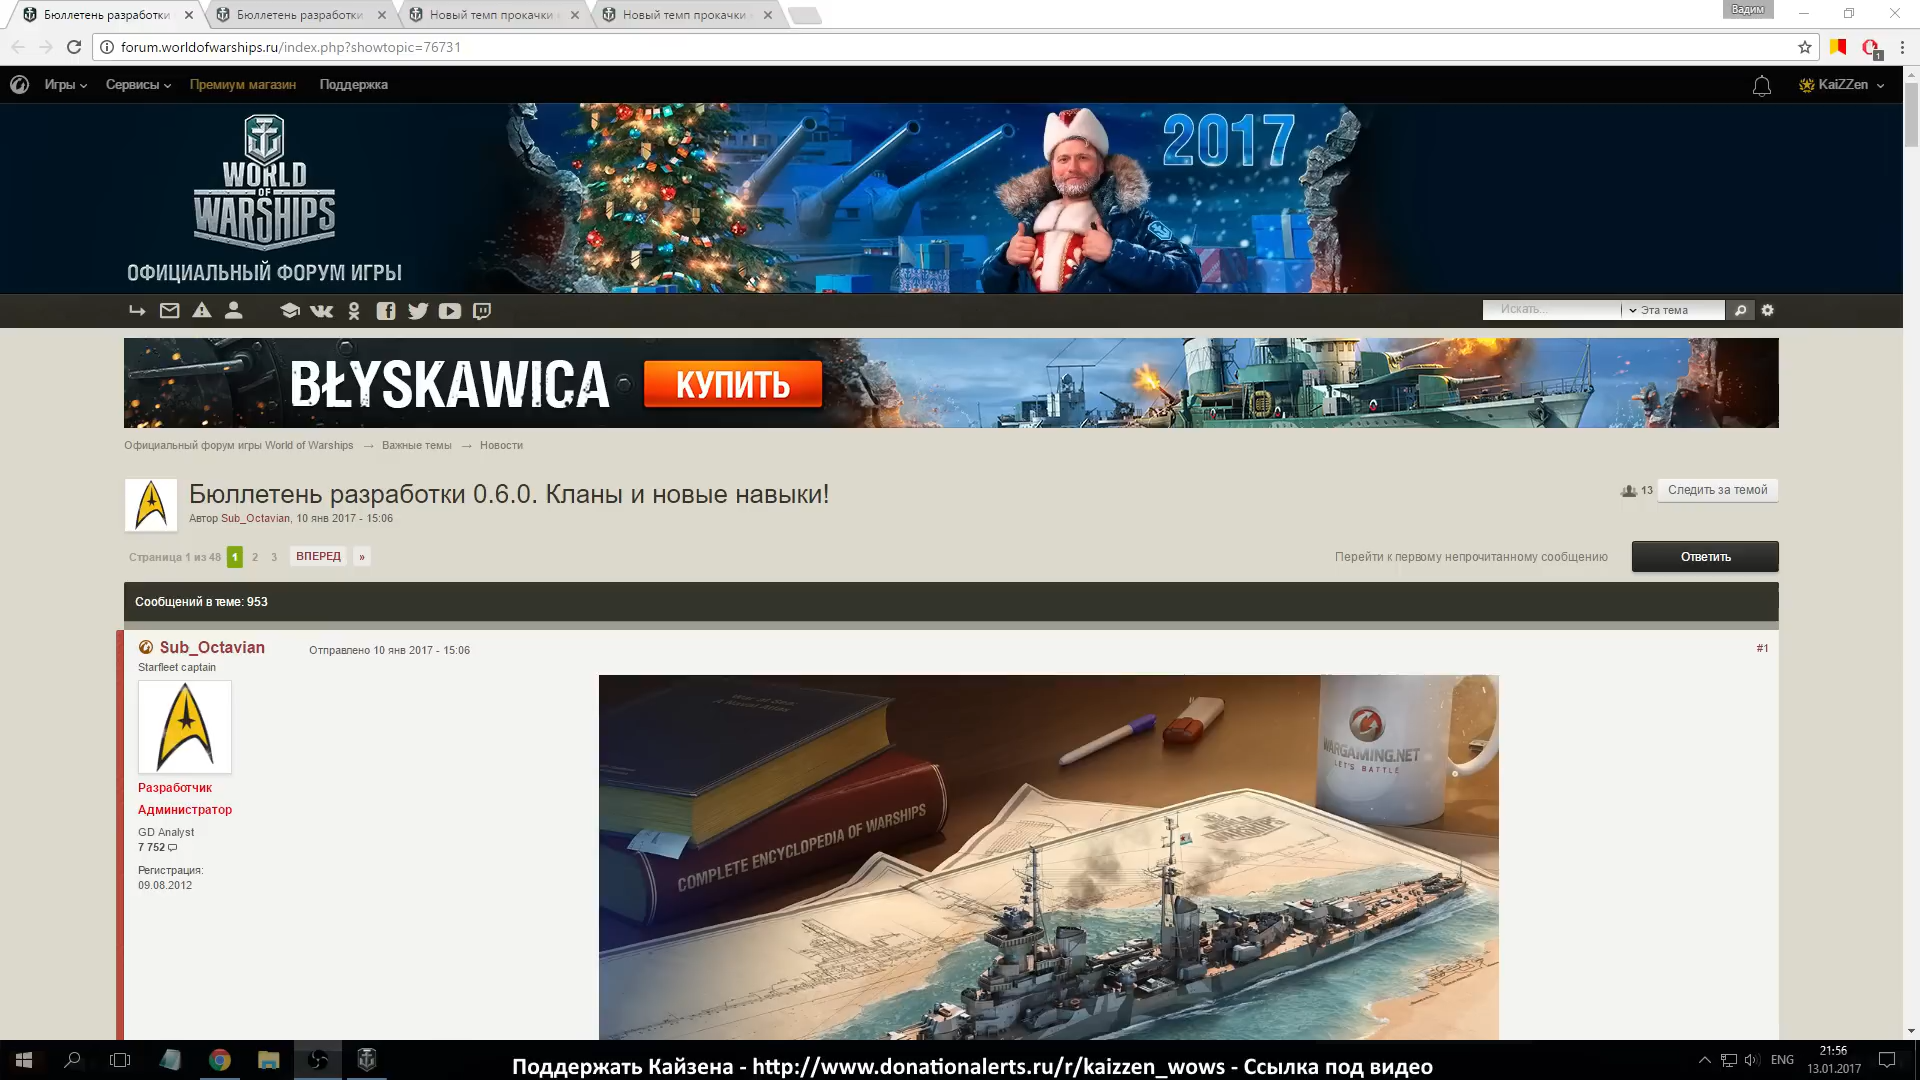 Бюллетень разработки
Бюллетень разработки
Новый темп прокачки
Новый темп прокачки
Вадим
forum.worldofwarships.ru/index.php?showtopic=76731
1
Игры
Сервисы
Премиум магазин
Поддержка
KaiZZen
WORLD
OF
WARSHIPS
ОФИЦИАЛЬНЫЙ ФОРУМ ИГРЫ
2017
Искать...
Эта тема
BŁYSKAWICA
КУПИТЬ
Официальный форум игры World of Warships → Важные темы → Новости
Бюллетень разработки 0.6.0. Кланы и новые навыки!
Автор Sub_Octavian, 10 янв 2017 - 15:06
13
Следить за темой
Страница 1 из 48 1 2 3 ВПЕРЕД »
Перейти к первому непрочитанному сообщению
Ответить
Сообщений в теме: 953
Sub_Octavian
Отправлено 10 янв 2017 - 15:06
#1
Starfleet captain
Разработчик
Администратор
GD Analyst
7 752
Регистрация:
09.08.2012
WARGAMING.NET
LET'S BATTLE
COMPLETE ENCYCLOPEDIA OF WARSHIPS
Поддержать Кайзена - http://www.donationalerts.ru/r/kaizzen_wows - Ссылка под видео
ENG
21:56
13.01.2017